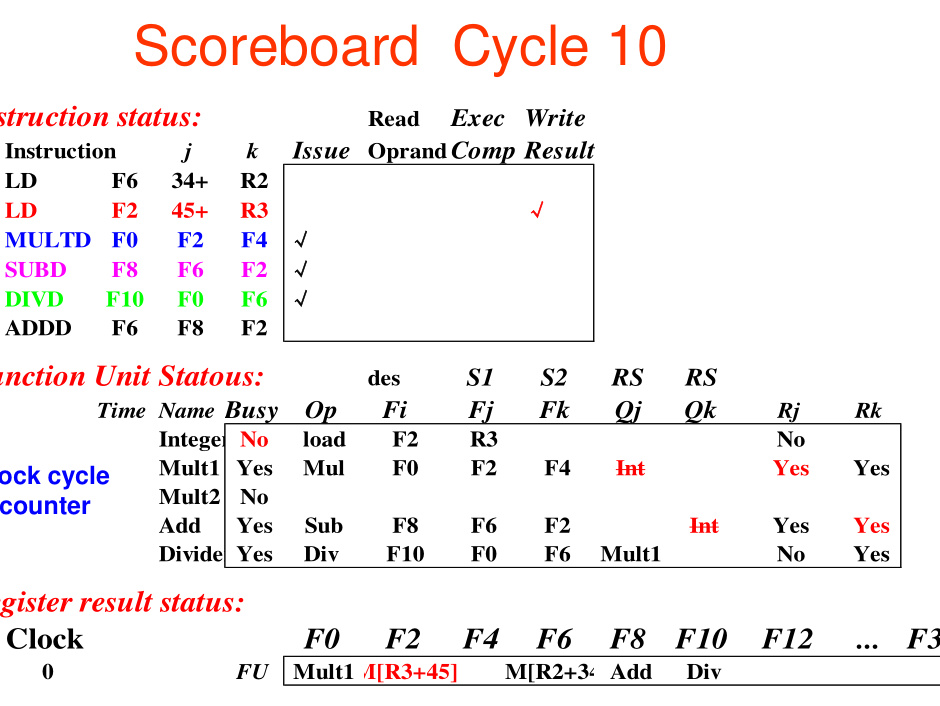 Scoreboard Cycle 10
struction status: Read Exec Write
Instruction j k Issue Oprand Comp Result
LD F6 34+ R2
LD F2 45+ R3 √
MULTD F0 F2 F4 √
SUBD F8 F6 F2 √
DIVD F10 F0 F6 √
ADDD F6 F8 F2
unction Unit Statous: des S1 S2 RS RS
Time Name Busy Op Fi Fj Fk Qj Qk Rj Rk
Integer No load F2 R3 No
Mult1 Yes Mul F0 F2 F4 Int Yes Yes
Mult2 No
Add Yes Sub F8 F6 F2 Int Yes Yes
Divide Yes Div F10 F0 F6 Mult1 No Yes
ock cycle
counter
gister result status:
Clock F0 F2 F4 F6 F8 F10 F12 ... F3
0 FU Mult1 M[R3+45] M[R2+34 Add Div